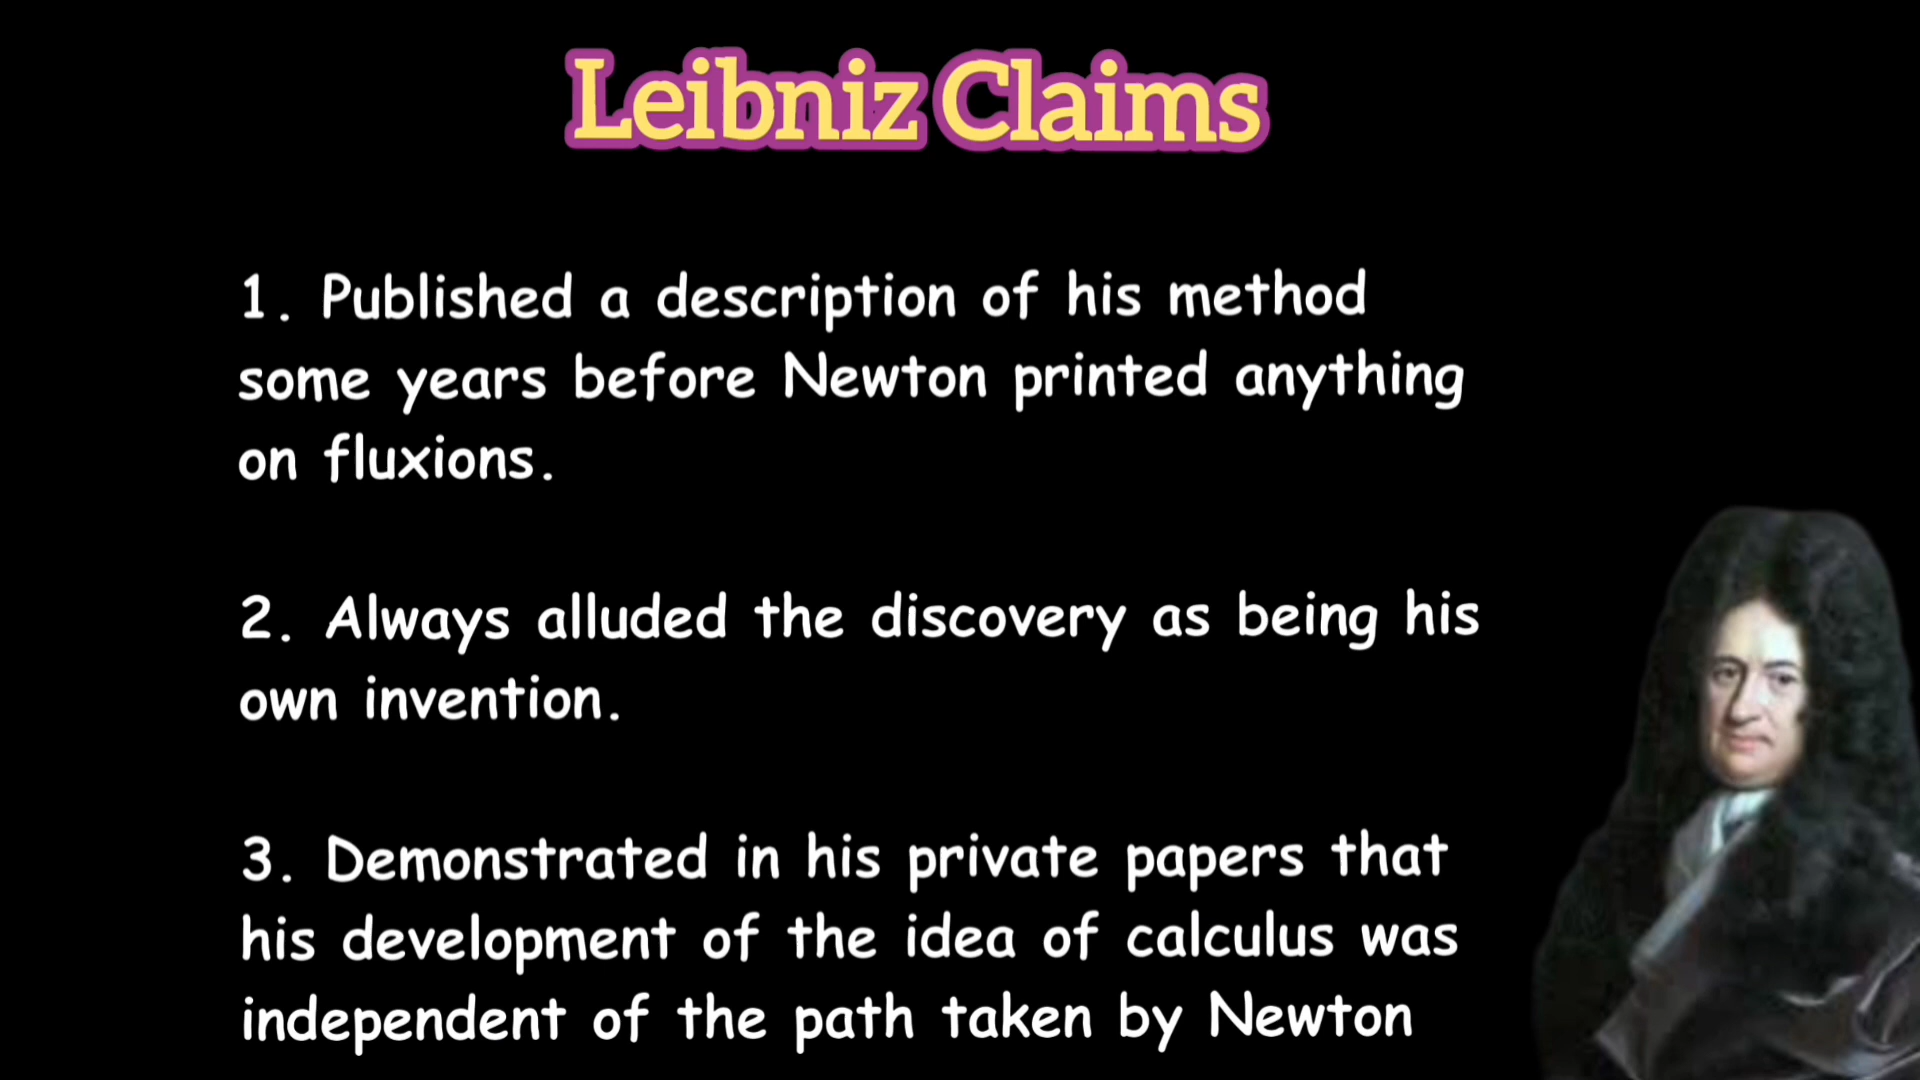 Leibniz Claims
1. Published a description of his method
some years before Newton printed anything
on fluxions.
2. Always alluded the discovery as being his
own invention.
3. Demonstrated in his private papers that
his development of the idea of calculus was
independent of the path taken by Newton